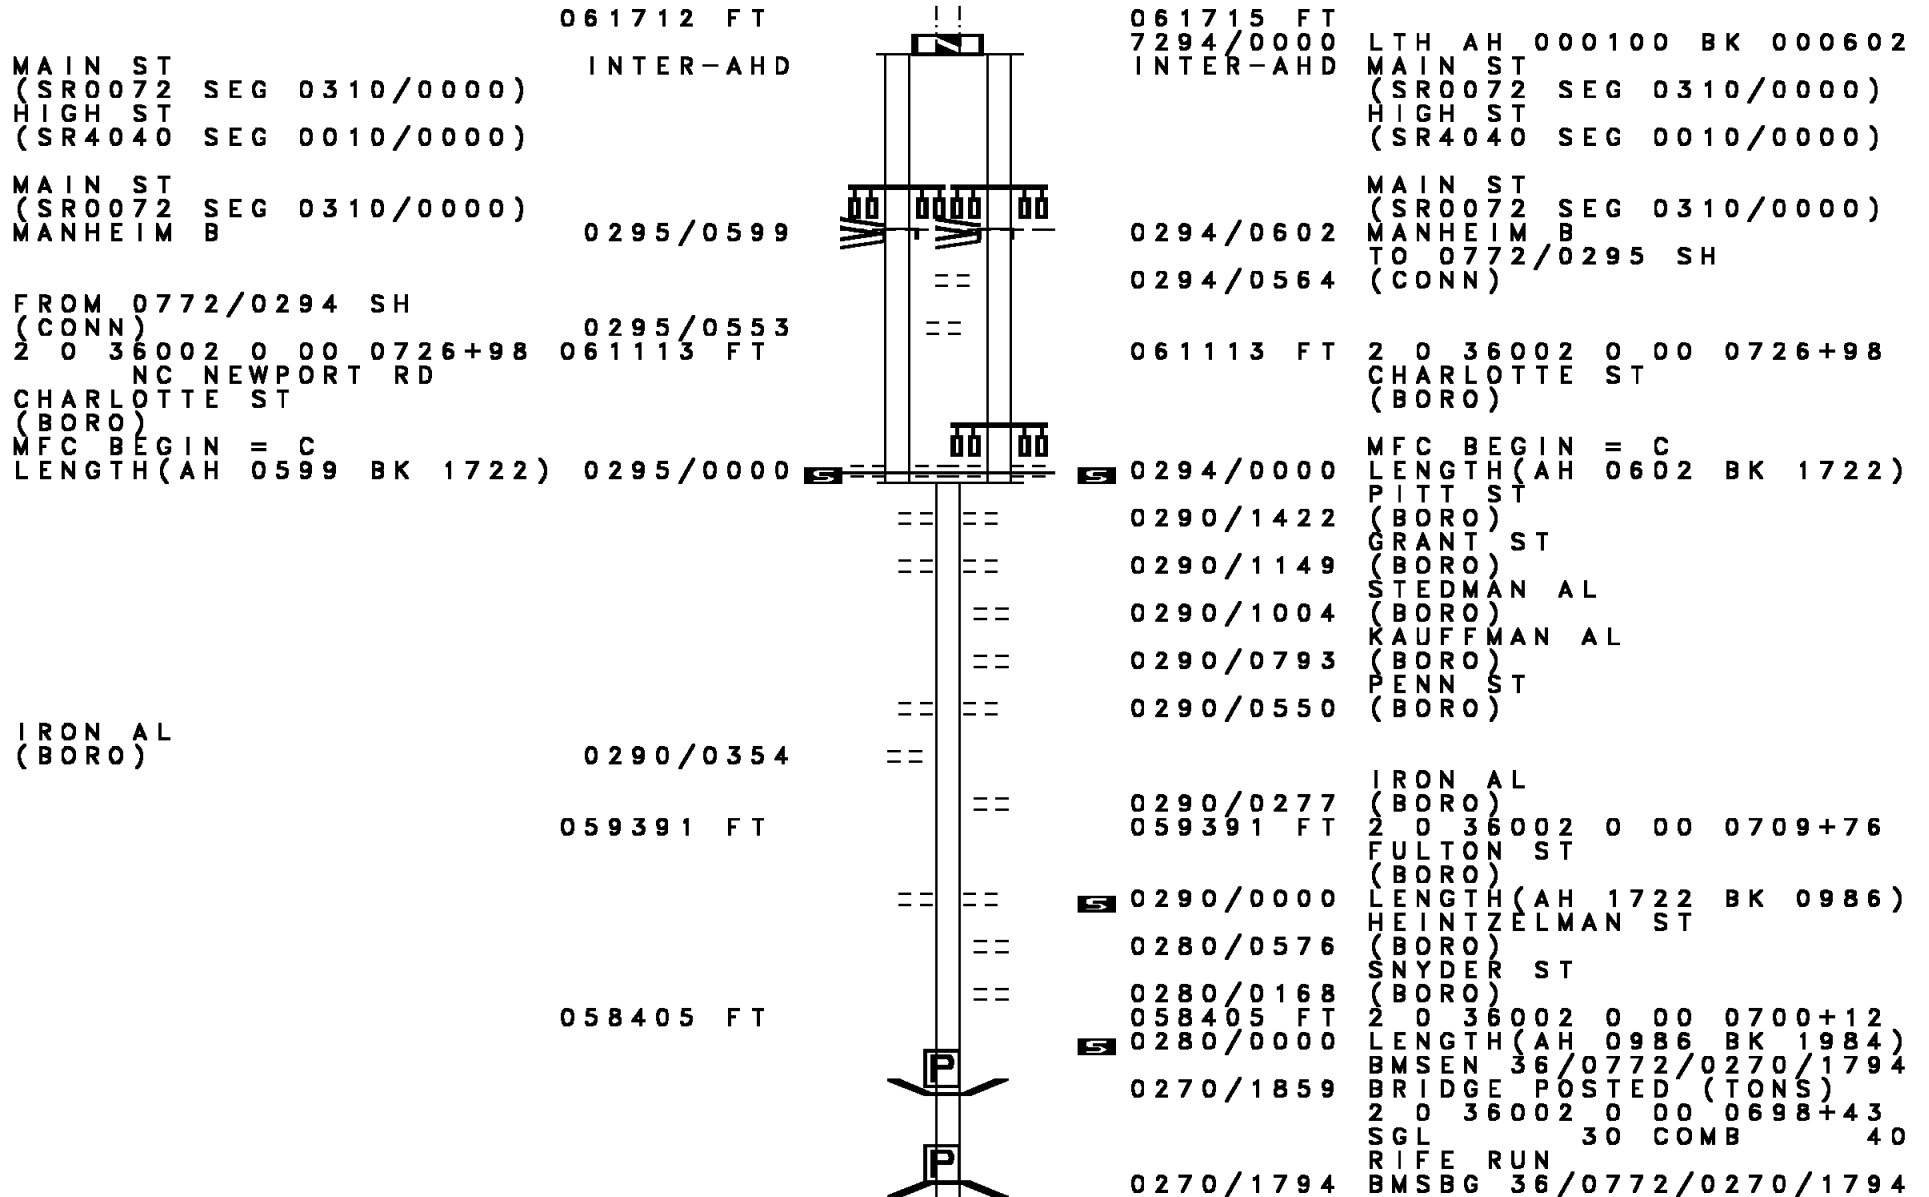 061712 FT 061715 FT
7294/0000 LTH AH 000100 BK 000602
MAIN ST INTER-AHD INTER-AHD MAIN ST
(SR0072 SEG 0310/0000) (SR0072 SEG 0310/0000)
HIGH ST HIGH ST
(SR4040 SEG 0010/0000) (SR4040 SEG 0010/0000)
MAIN ST MAIN ST
(SR0072 SEG 0310/0000) (SR0072 SEG 0310/0000)
MANHEIM B 0295/0599 0294/0602 MANHEIM B
TO 0772/0295 SH
0294/0564 (CONN)
FROM 0772/0294 SH
(CONN) 0295/0553
2 0 36002 0 00 0726+98 061113 FT 061113 FT 2 0 36002 0 00 0726+98
NC NEWPORT RD CHARLOTTE ST
CHARLOTTE ST (BORO)
(BORO)
MFC BEGIN = C MFC BEGIN = C
LENGTH(AH 0599 BK 1722) 0295/0000 S S 0294/0000 LENGTH(AH 0602 BK 1722)
PITT ST
0290/1422 (BORO)
GRANT ST
0290/1149 (BORO)
STEDMAN AL
0290/1004 (BORO)
KAUFFMAN AL
0290/0793 (BORO)
PENN ST
0290/0550 (BORO)
IRON AL
(BORO) 0290/0354
IRON AL
0290/0277 (BORO)
059391 FT 059391 FT 2 0 36002 0 00 0709+76
FULTON ST
(BORO)
S 0290/0000 LENGTH(AH 1722 BK 0986)
HEINTZELMAN ST
0280/0576 (BORO)
SNYDER ST
0280/0168 (BORO)
058405 FT 058405 FT 2 0 36002 0 00 0700+12
S 0280/0000 LENGTH(AH 0986 BK 1984)
P BMSEN 36/0772/0270/1794
0270/1859 BRIDGE POSTED (TONS)
2 0 36002 0 00 0698+43
SGL 30 COMB 40
P RIFE RUN
0270/1794 BMSBG 36/0772/0270/1794